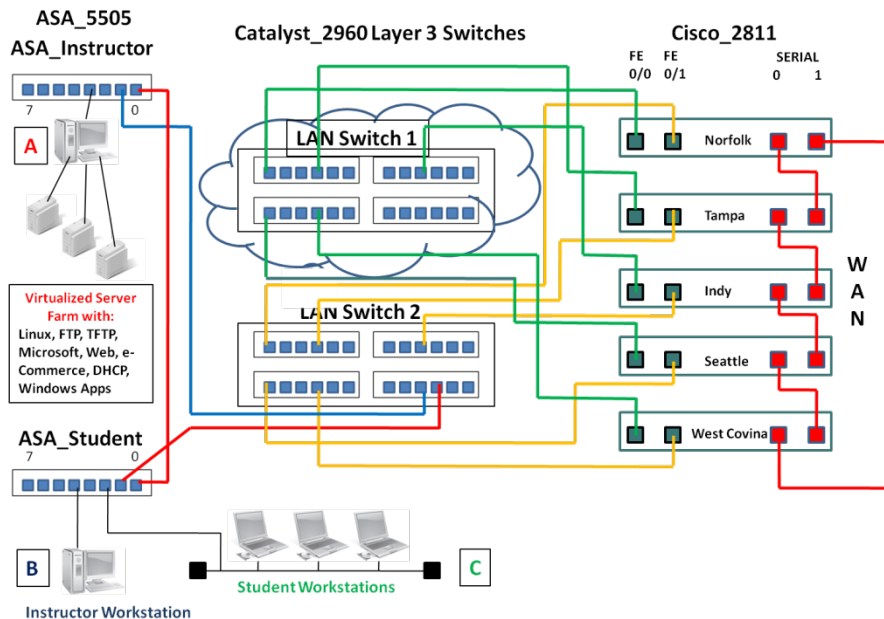 ASA_5505
ASA_Instructor
7
0
A
Virtualized Server
Farm with:
Linux, FTP, TFTP,
Microsoft, Web, e-
Commerce, DHCP,
Windows Apps
ASA_Student
7
0
B
Instructor Workstation
Student Workstations
C
Catalyst_2960 Layer 3 Switches
LAN Switch 1
LAN Switch 2
Cisco_2811
FE
0/0
FE
0/1
SERIAL
0
1
Norfolk
Tampa
Indy
Seattle
West Covina
W
A
N